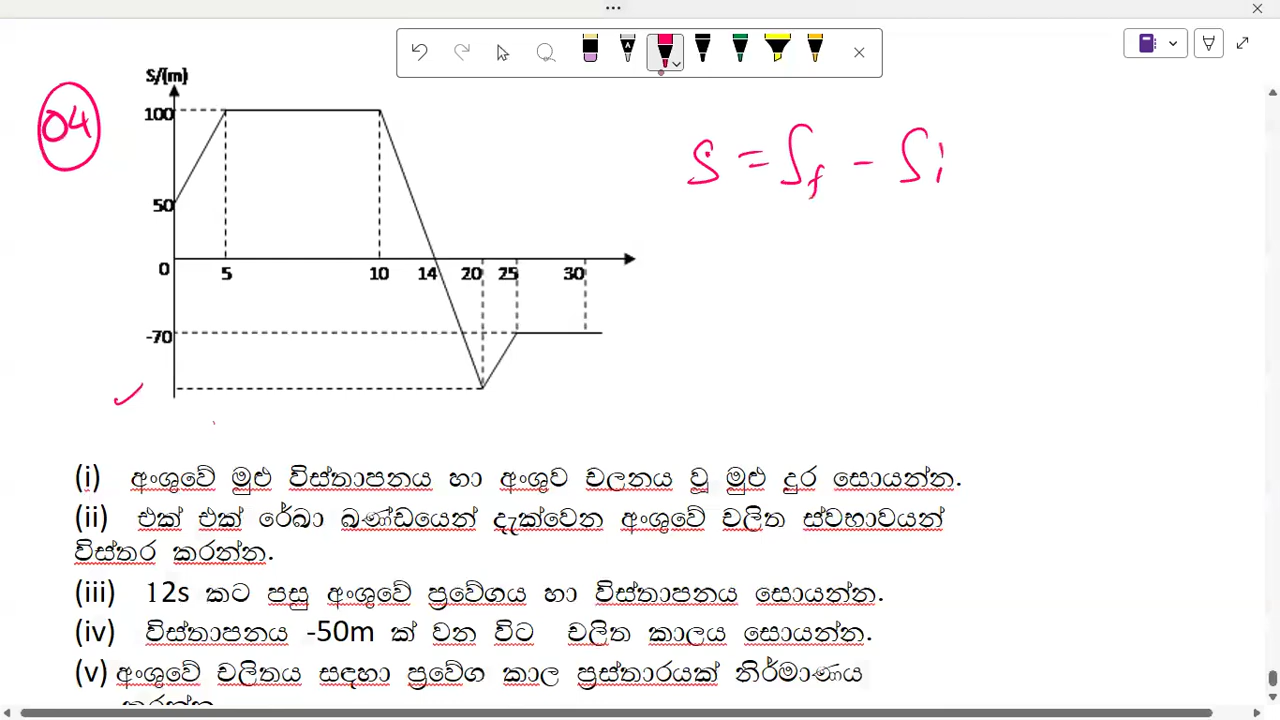 S/(m)
04
100
S = Sf - Si
50
0
5
10
14
20
25
30
-70
(i) අංශුවේ මුළු විස්තාපනය හා අංශුව චලනය වූ මුළු දුර සොයන්න.
(ii) එක් එක් රේඛා ඛණ්ඩයෙන් දැක්වෙන අංශුවේ චලිත ස්වභාවයන්
විස්තර කරන්න.
(iii) 12s කට පසු අංශුවේ ප්‍රවේගය හා විස්තාපනය සොයන්න.
(iv) විස්තාපනය -50m ක් වන විට චලිත කාලය සොයන්න.
(v) අංශුවේ චලිතය සඳහා ප්‍රවේග කාල ප්‍රස්තාරයක් නිර්මාණය